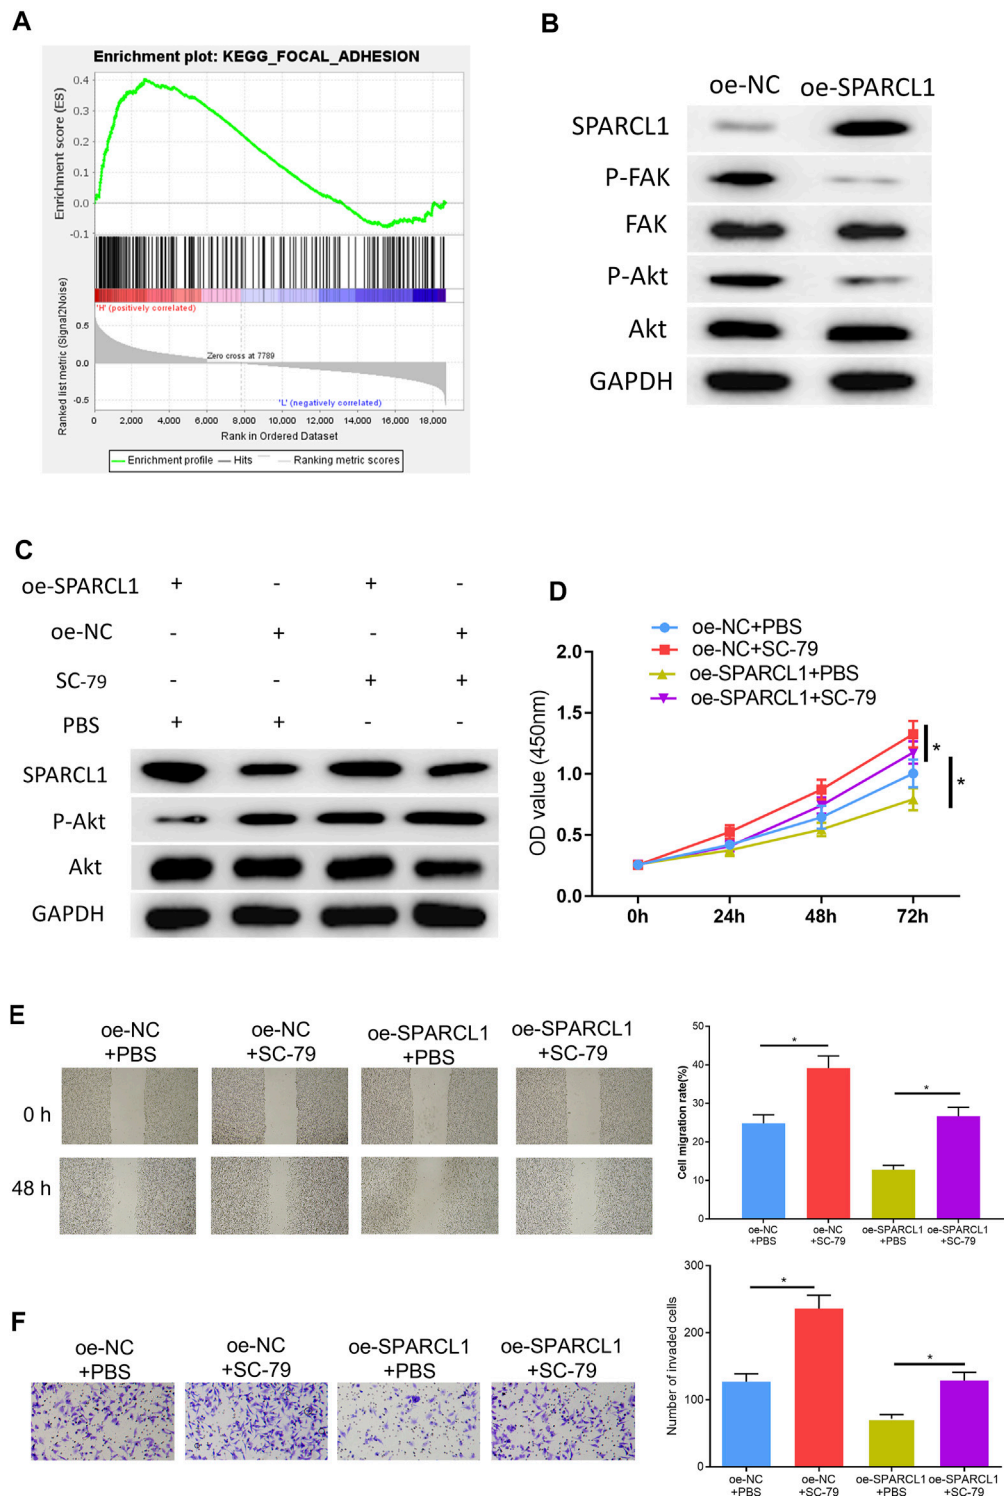 A
Enrichment plot: KEGG_FOCAL_ADHESION
Enrichment score (ES)
0.4
0.3
0.2
0.1
0.0
-0.1
'H' (positively correlated)
Ranked list metric (Signal2Noise)
0.5
0.0
-0.5
Zero cross at 7789
'L' (negatively correlated)
0 2,000 4,000 6,000 8,000 10,000 12,000 14,000 16,000 18,000
Rank in Ordered Dataset
Enrichment profile Hits Ranking metric scores
B
oe-NC oe-SPARCL1
SPARCL1
P-FAK
FAK
P-Akt
Akt
GAPDH
C
oe-SPARCL1 + - + -
oe-NC - + - +
SC-79 - - + +
PBS + + - -
SPARCL1
P-Akt
Akt
GAPDH
D
oe-NC+PBS
oe-NC+SC-79
oe-SPARCL1+PBS
oe-SPARCL1+SC-79
OD value (450nm)
2.0
1.5
1.0
0.5
0.0
0h 24h 48h 72h
*
*
E
oe-NC
+PBS
oe-NC
+SC-79
oe-SPARCL1
+PBS
oe-SPARCL1
+SC-79
0 h
48 h
Cell migration rate(%)
50
40
30
20
10
0
*
*
oe-NC
+PBS
oe-NC
+SC-79
oe-SPARCL1
+PBS
oe-SPARCL1
+SC-79
F
oe-NC
+PBS
oe-NC
+SC-79
oe-SPARCL1
+PBS
oe-SPARCL1
+SC-79
Number of invaded cells
300
200
100
0
*
*
oe-NC
+PBS
oe-NC
+SC-79
oe-SPARCL1
+PBS
oe-SPARCL1
+SC-79